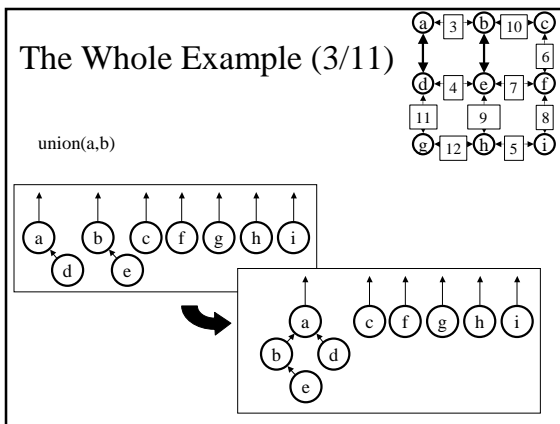 The Whole Example (3/11)
a 3 b 10 c
6
d 4 e 7 f
11 9 8
g 12 h 5 i
union(a,b)
a b c f g h i
d e
a c f g h i
b d
e